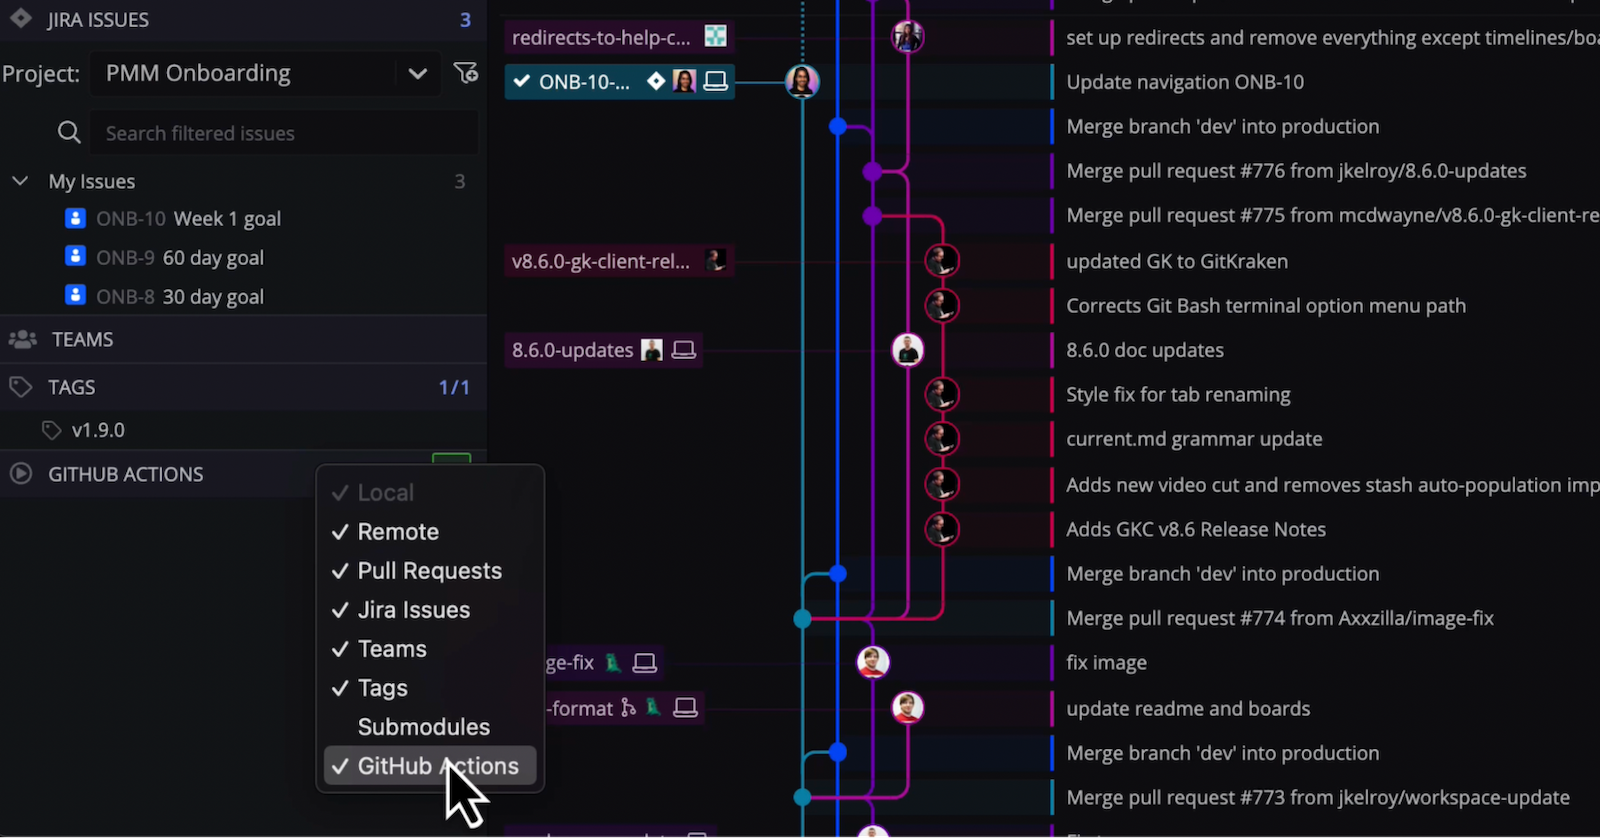 JIRA ISSUES 3
Project: PMM Onboarding
Search filtered issues
My Issues 3
ONB-10 Week 1 goal
ONB-9 60 day goal
ONB-8 30 day goal
TEAMS
TAGS 1/1
v1.9.0
GITHUB ACTIONS
Local
Remote
Pull Requests
Jira Issues
Teams
Tags
Submodules
GitHub Actions
redirects-to-help-c...
ONB-10-...
v8.6.0-gk-client-rel...
8.6.0-updates
ge-fix
-format
set up redirects and remove everything except timelines/boa
Update navigation ONB-10
Merge branch 'dev' into production
Merge pull request #776 from jkelroy/8.6.0-updates
Merge pull request #775 from mcdwayne/v8.6.0-gk-client-re
updated GK to GitKraken
Corrects Git Bash terminal option menu path
8.6.0 doc updates
Style fix for tab renaming
current.md grammar update
Adds new video cut and removes stash auto-population imp
Adds GKC v8.6 Release Notes
Merge branch 'dev' into production
Merge pull request #774 from Axxzilla/image-fix
fix image
update readme and boards
Merge branch 'dev' into production
Merge pull request #773 from jkelroy/workspace-update